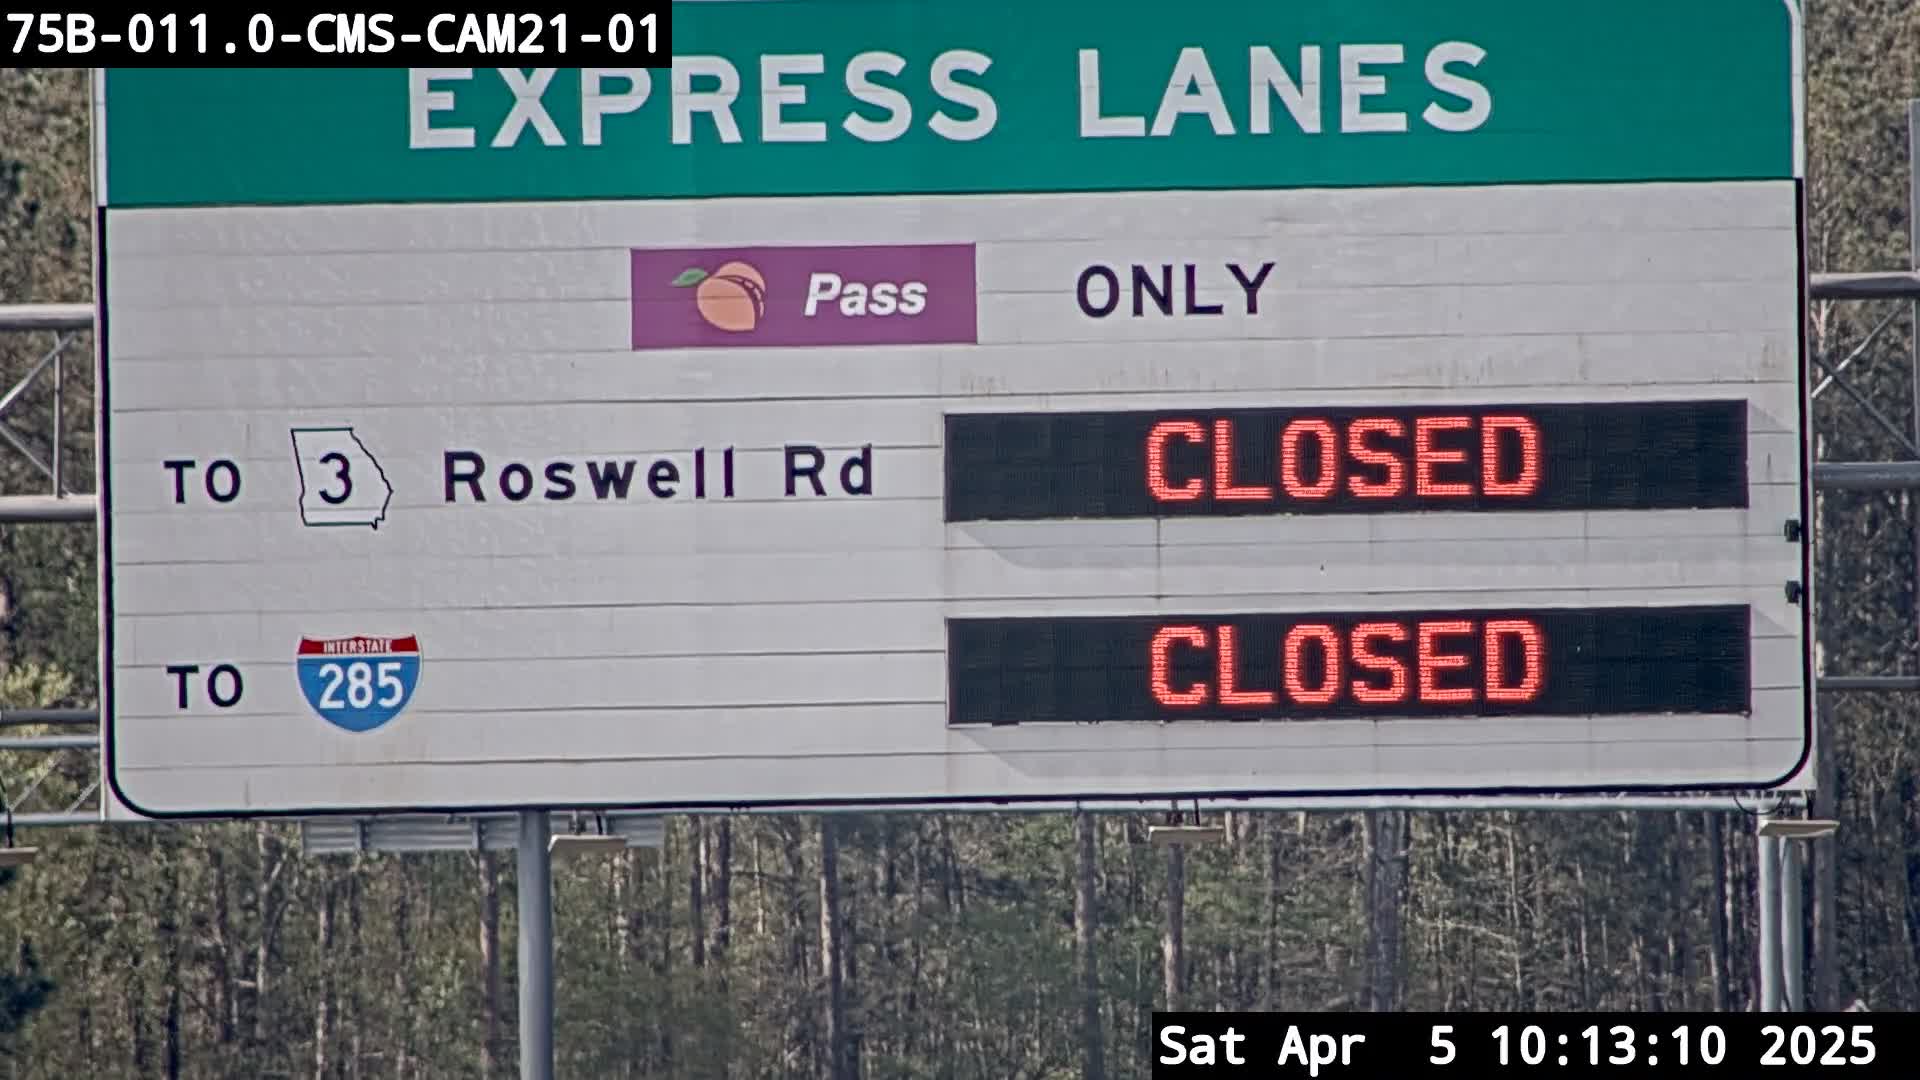 75B-011.0-CMS-CAM21-01
EXPRESS LANES
Pass ONLY
TO 3 Roswell Rd CLOSED
INTERSTATE
TO 285 CLOSED
Sat Apr 5 10:13:10 2025